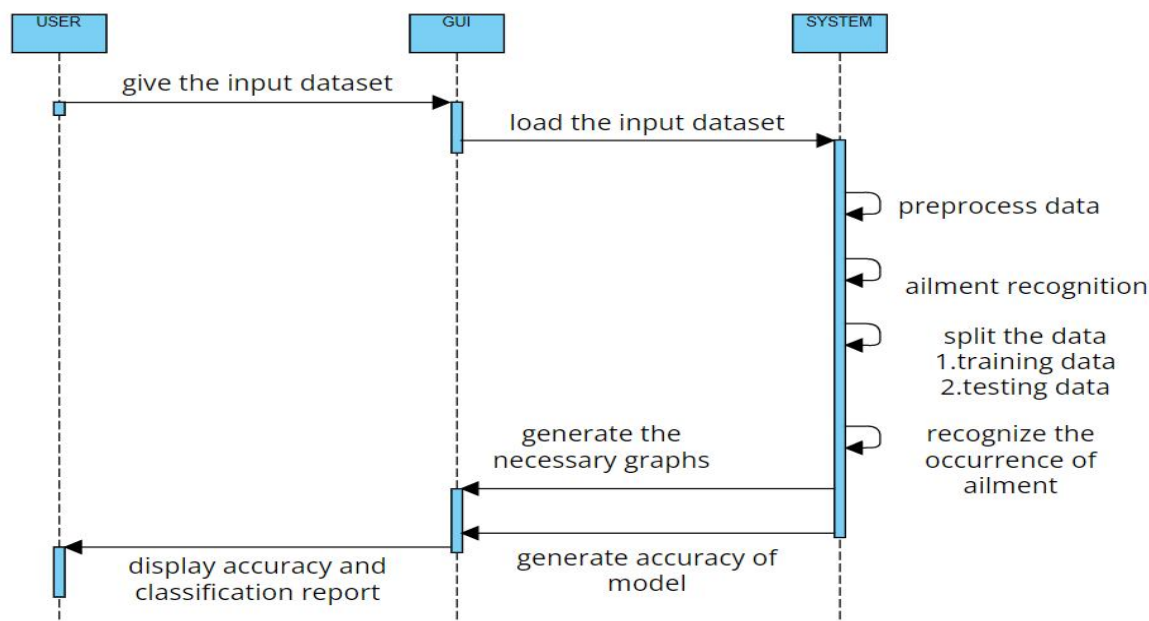 USER
GUI
SYSTEM
give the input dataset
load the input dataset
preprocess data
ailment recognition
split the data
1.training data
2.testing data
recognize the
occurrence of
ailment
generate the
necessary graphs
generate accuracy of
model
display accuracy and
classification report